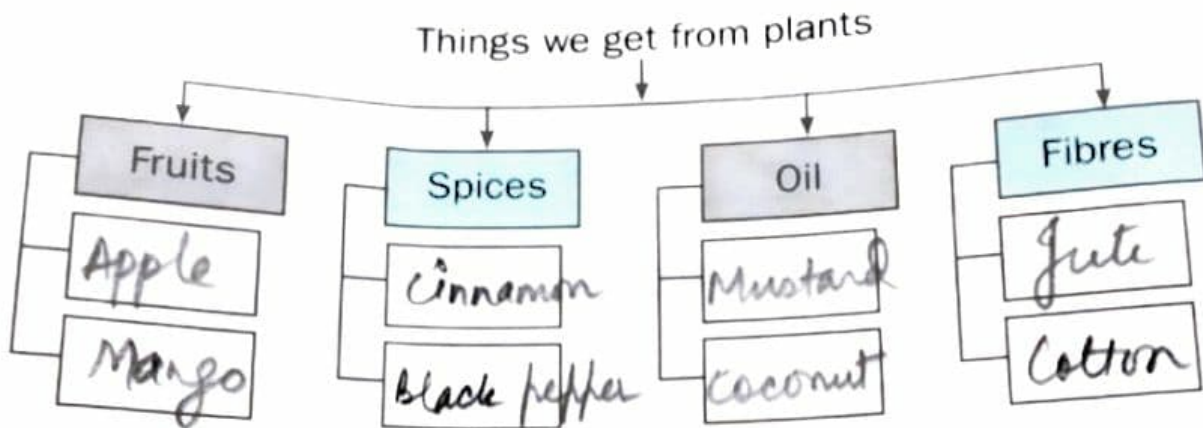 Things we get from plants
Fruits
Apple
Mango
Spices
Cinnamon
Black pepper
Oil
Mustard
Coconut
Fibres
Jute
Cotton